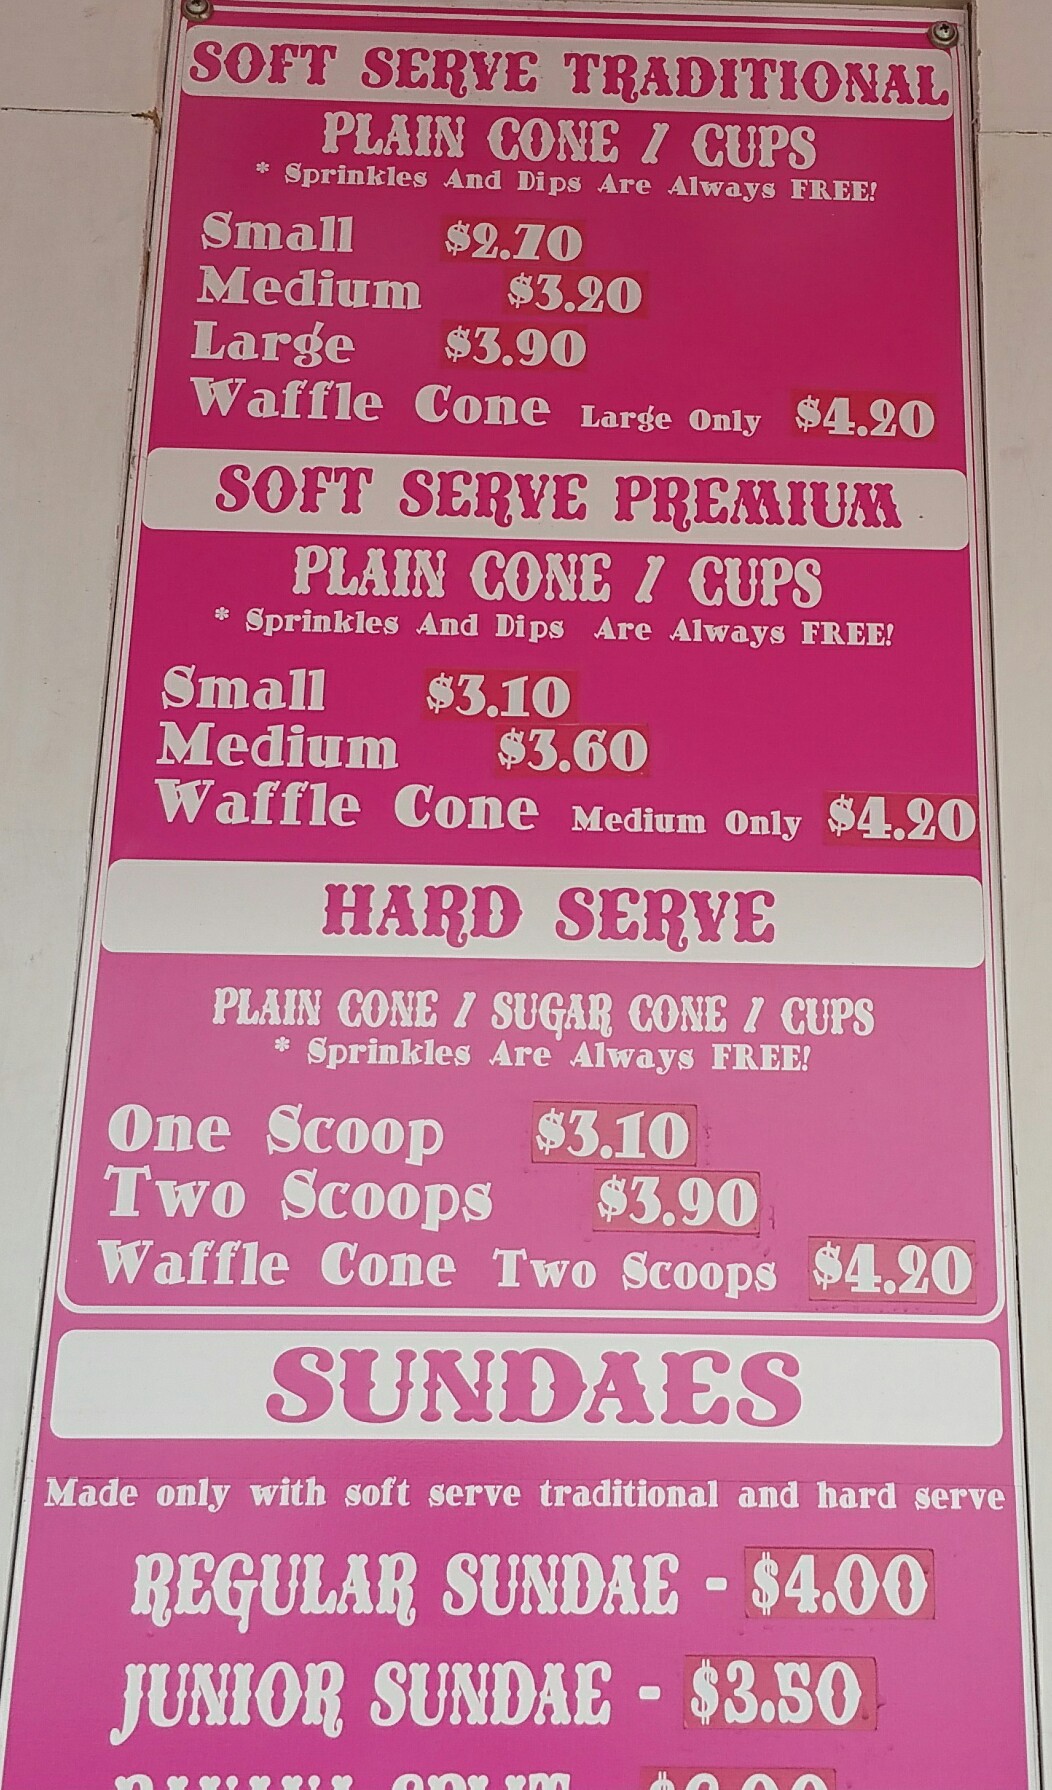 SOFT SERVE TRADITIONAL
PLAIN CONE / CUPS
* Sprinkles And Dips Are Always FREE!
Small $2.70
Medium $3.20
Large $3.90
Waffle Cone Large Only $4.20
SOFT SERVE PREMIUM
PLAIN CONE / CUPS
* Sprinkles And Dips Are Always FREE!
Small $3.10
Medium $3.60
Waffle Cone Medium Only $4.20
HARD SERVE
PLAIN CONE / SUGAR CONE / CUPS
* Sprinkles Are Always FREE!
One Scoop $3.10
Two Scoops $3.90
Waffle Cone Two Scoops $4.20
SUNDAES
Made only with soft serve traditional and hard serve
REGULAR SUNDAE - $4.00
JUNIOR SUNDAE - $3.50